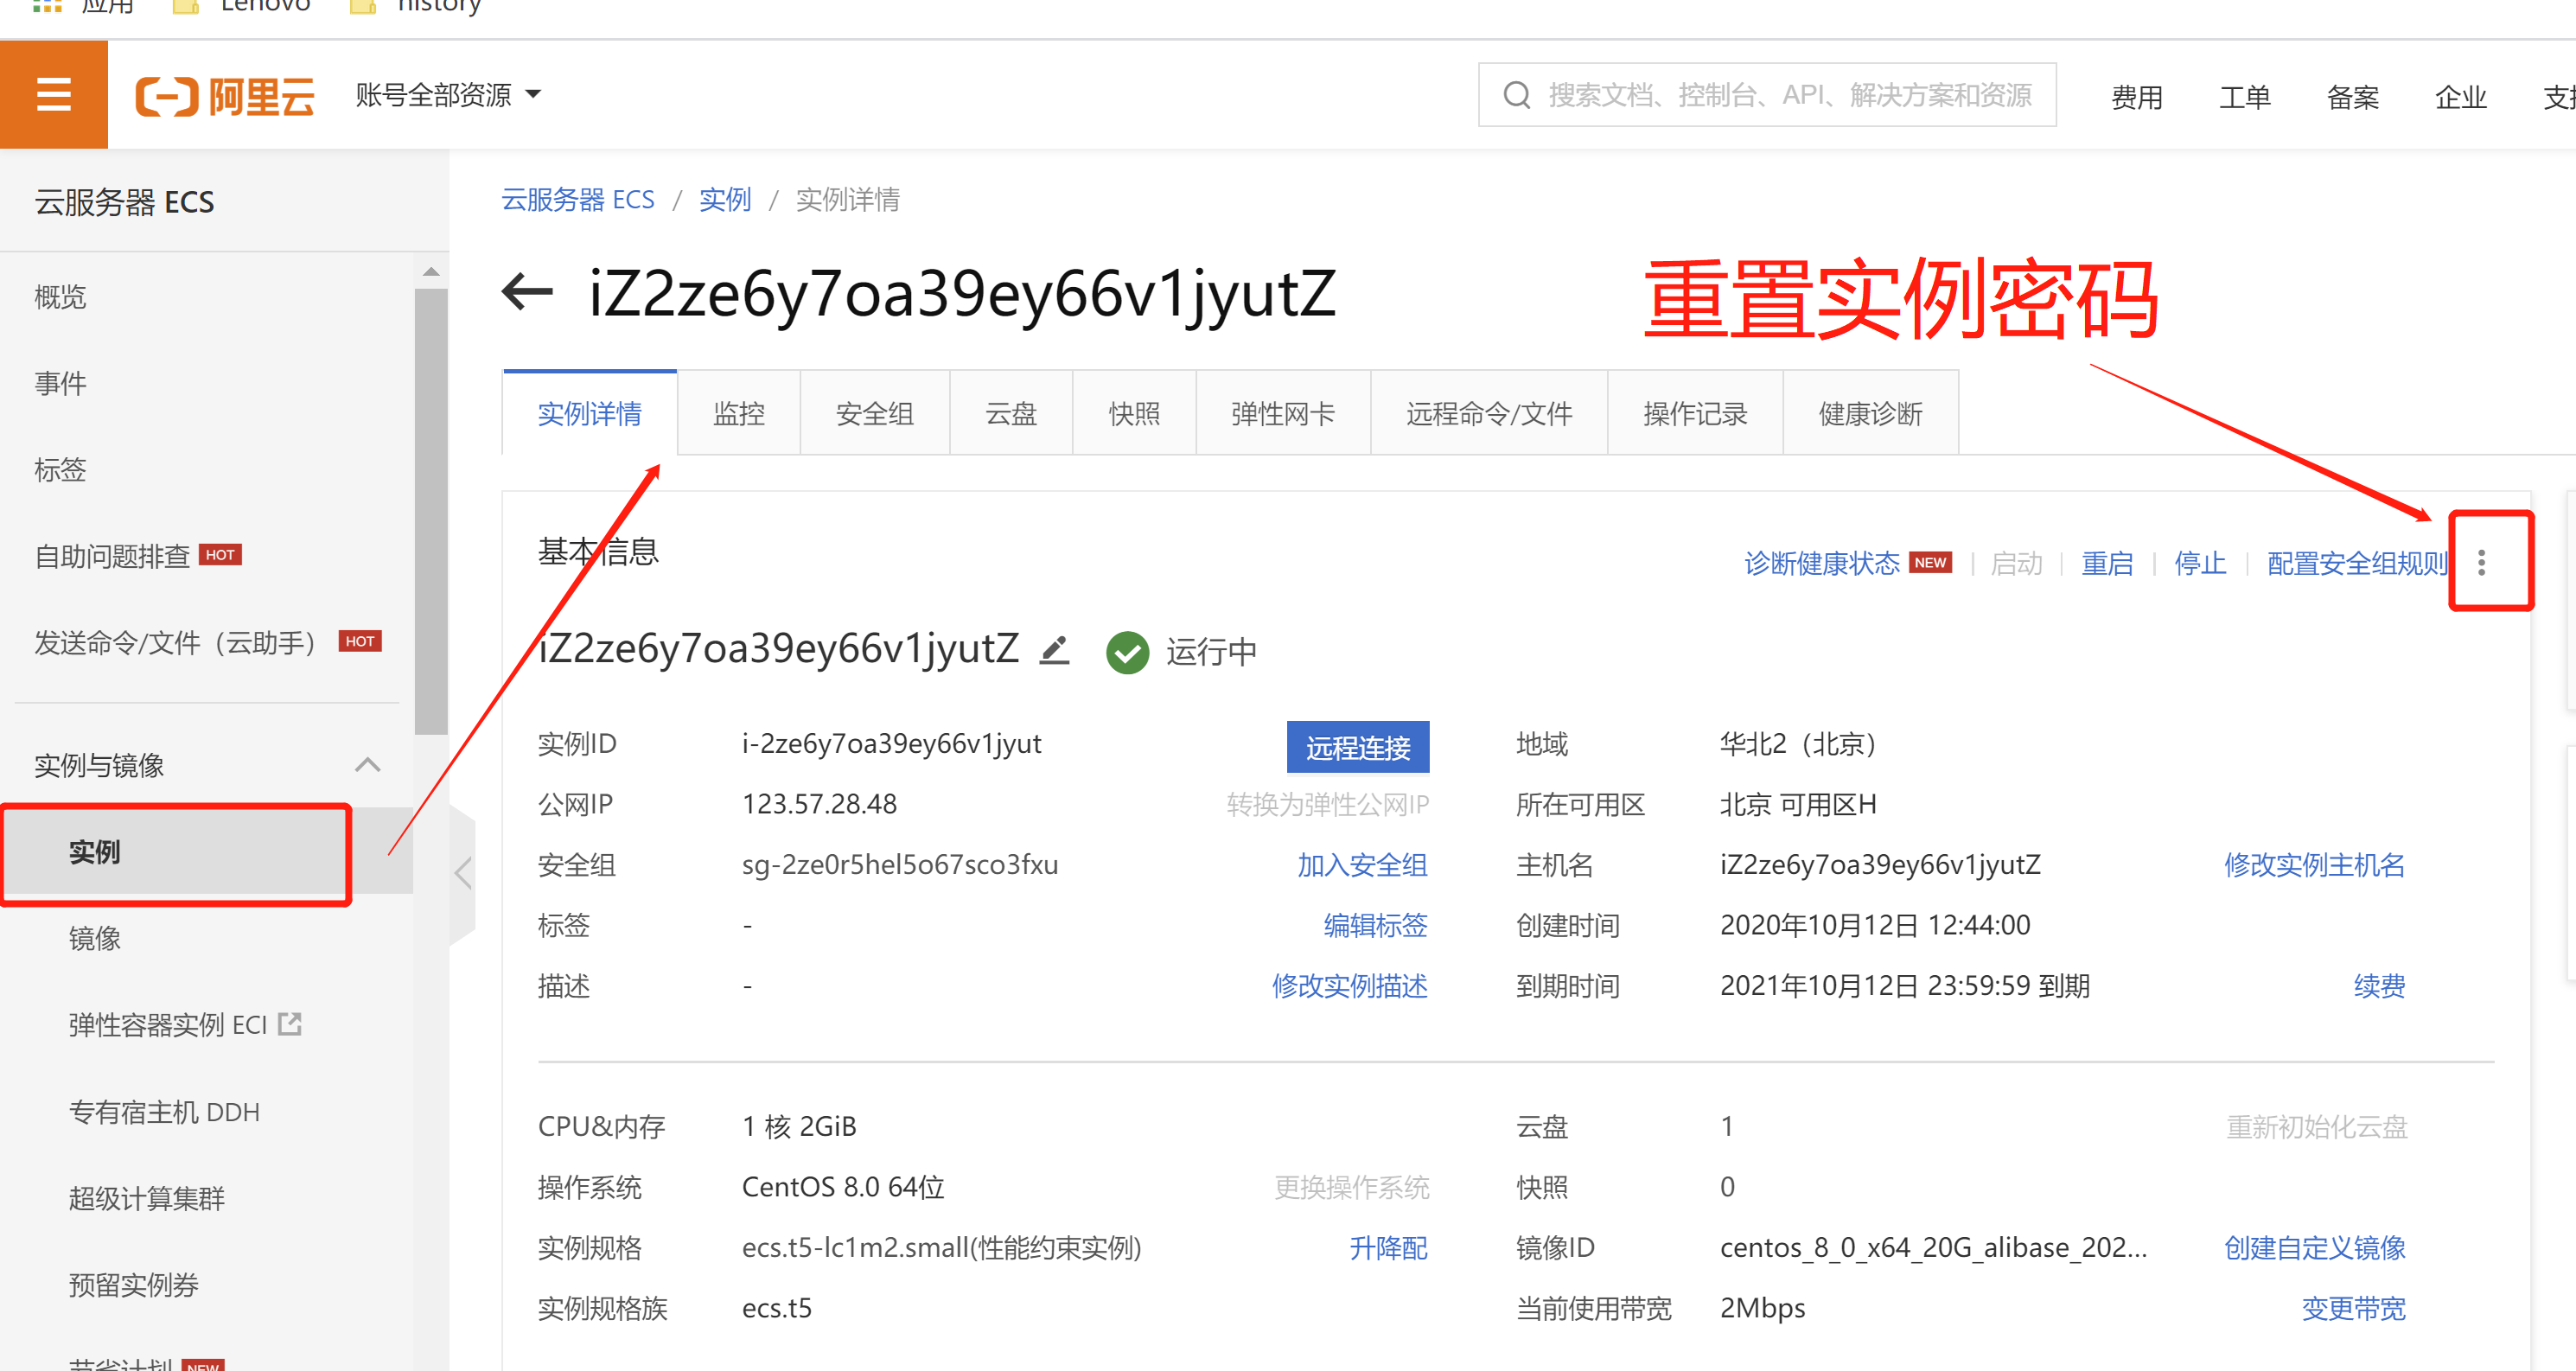 应用 Lenovo history
阿里云 账号全部资源 搜索文档、控制台、API、解决方案和资源 费用 工单 备案 企业
云服务器 ECS
概览
事件
标签
自助问题排查 HOT
发送命令/文件（云助手） HOT
实例与镜像
实例
镜像
弹性容器实例 ECI
专有宿主机 DDH
超级计算集群
预留实例券
节省计划 NEW
云服务器 ECS / 实例 / 实例详情
iZ2ze6y7oa39ey66v1jyutZ
重置实例密码
实例详情 监控 安全组 云盘 快照 弹性网卡 远程命令/文件 操作记录 健康诊断
基本信息
诊断健康状态 NEW 启动 重启 停止 配置安全组规则
iZ2ze6y7oa39ey66v1jyutZ 运行中
实例ID i-2ze6y7oa39ey66v1jyut 远程连接 地域 华北2（北京）
公网IP 123.57.28.48 转换为弹性公网IP 所在可用区 北京 可用区H
安全组 sg-2ze0r5hel5o67sco3fxu 加入安全组 主机名 iZ2ze6y7oa39ey66v1jyutZ 修改实例主机名
标签 - 编辑标签 创建时间 2020年10月12日 12:44:00
描述 - 修改实例描述 到期时间 2021年10月12日 23:59:59 到期 续费
CPU&内存 1 核 2GiB 云盘 1 重新初始化云盘
操作系统 CentOS 8.0 64位 更换操作系统 快照 0
实例规格 ecs.t5-lc1m2.small(性能约束实例) 升降配 镜像ID centos_8_0_x64_20G_alibase_202... 创建自定义镜像
实例规格族 ecs.t5 当前使用带宽 2Mbps 变更带宽